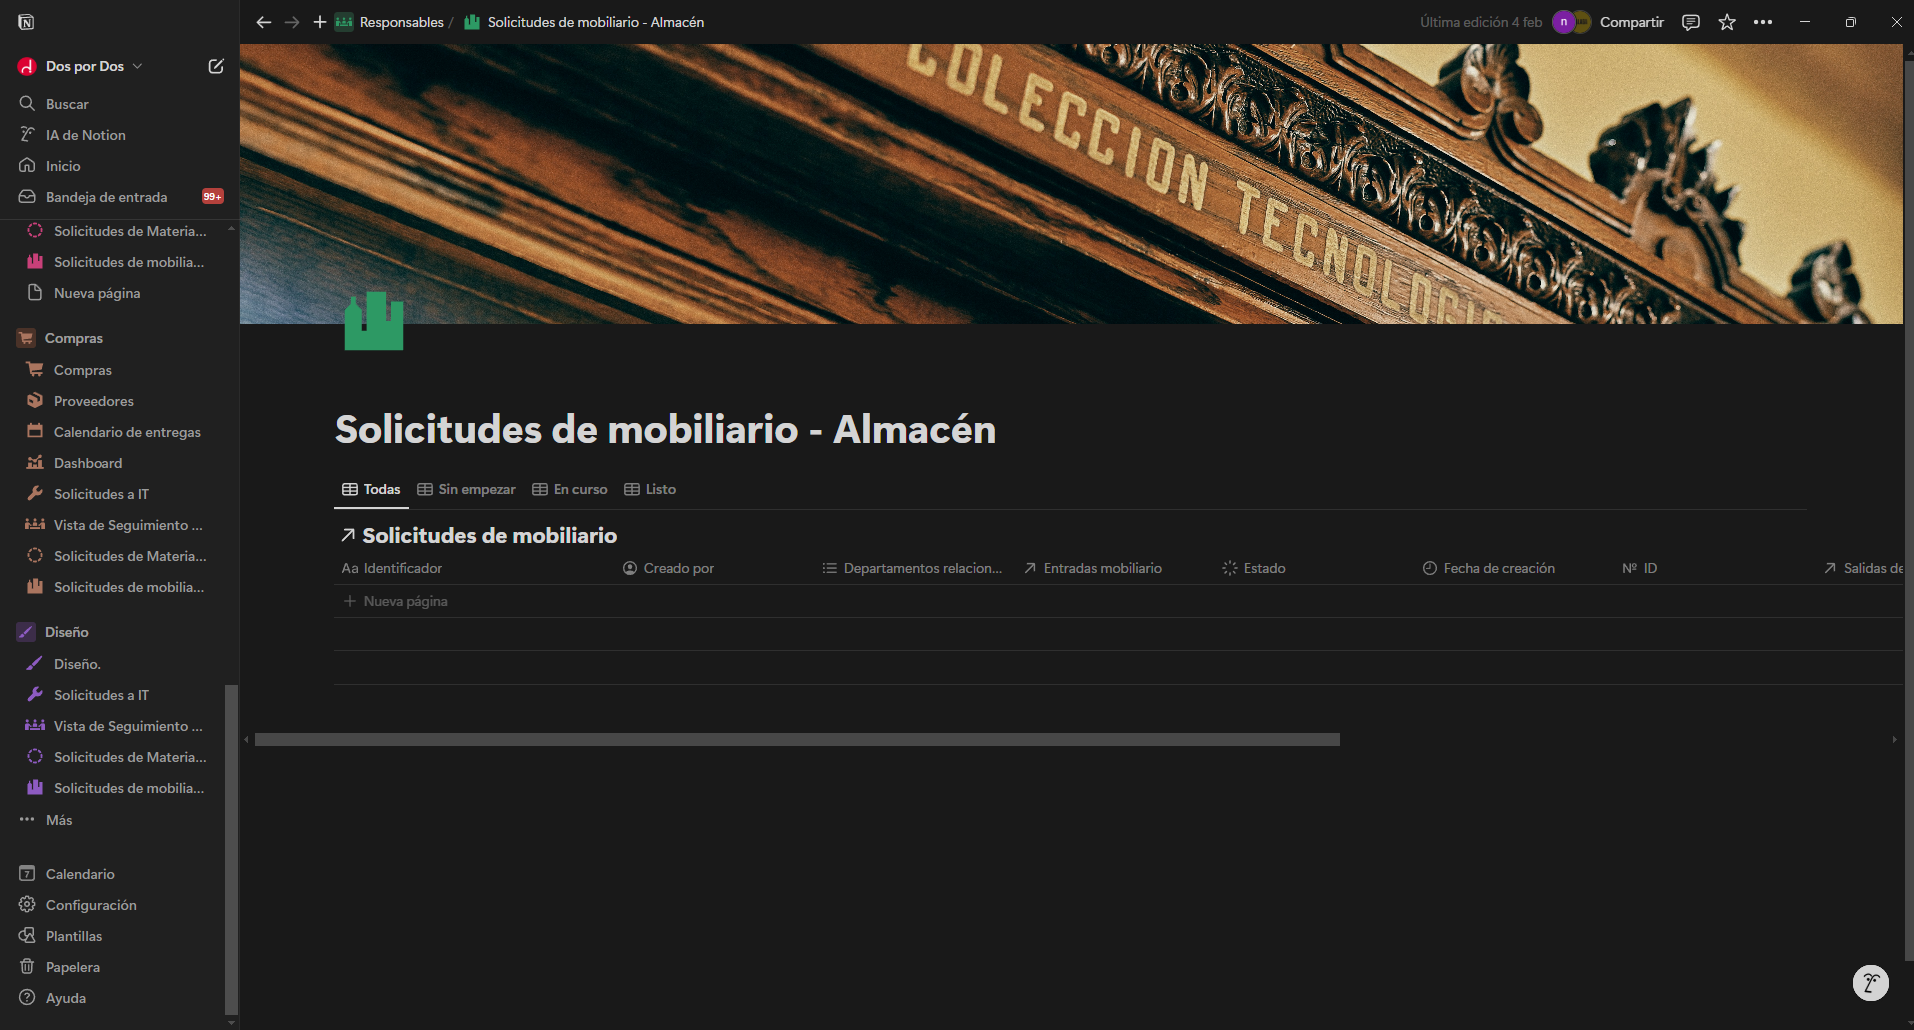 Responsables / Solicitudes de mobiliario - Almacén
Última edición 4 feb
n
Compartir
Dos por Dos
Buscar
IA de Notion
Inicio
Bandeja de entrada 99+
Solicitudes de Materia...
Solicitudes de mobilia...
Nueva página
Compras
Compras
Proveedores
Calendario de entregas
Dashboard
Solicitudes a IT
Vista de Seguimiento ...
Solicitudes de Materia...
Solicitudes de mobilia...
Diseño
Diseño.
Solicitudes a IT
Vista de Seguimiento ...
Solicitudes de Materia...
Solicitudes de mobilia...
Más
7 Calendario
Configuración
Plantillas
Papelera
Ayuda
COLECCION TECNOLOGIC
Solicitudes de mobiliario - Almacén
Todas Sin empezar En curso Listo
Solicitudes de mobiliario
Aa Identificador Creado por Departamentos relacion... Entradas mobiliario Estado Fecha de creación Nº ID Salidas de
Nueva página